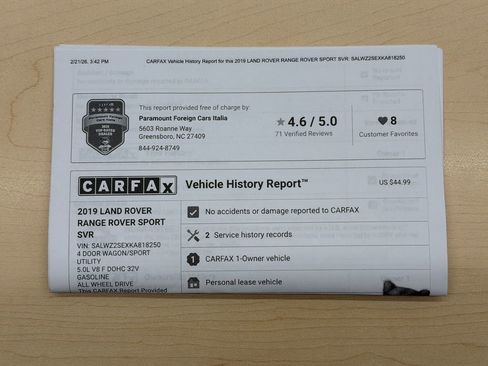 2/21/26, 3:42 PM
CARFAX Vehicle History Report for this 2019 LAND ROVER RANGE ROVER SPORT SVR: SALWZ2SEXKA818250
This report provided free of charge by:
Paramount Foreign Cars Italia
5603 Roanne Way
Greensboro, NC 27409
844-924-8749
4.6 / 5.0
71 Verified Reviews
8
Customer Favorites
CARFAX Vehicle History Report™
US $44.99
2019 LAND ROVER
RANGE ROVER SPORT
SVR
VIN: SALWZ2SEXKA818250
4 DOOR WAGON/SPORT
UTILITY
5.0L V8 F DOHC 32V
GASOLINE
ALL WHEEL DRIVE
This CARFAX Report Provided
No accidents or damage reported to CARFAX
2 Service history records
1 CARFAX 1-Owner vehicle
Personal lease vehicle